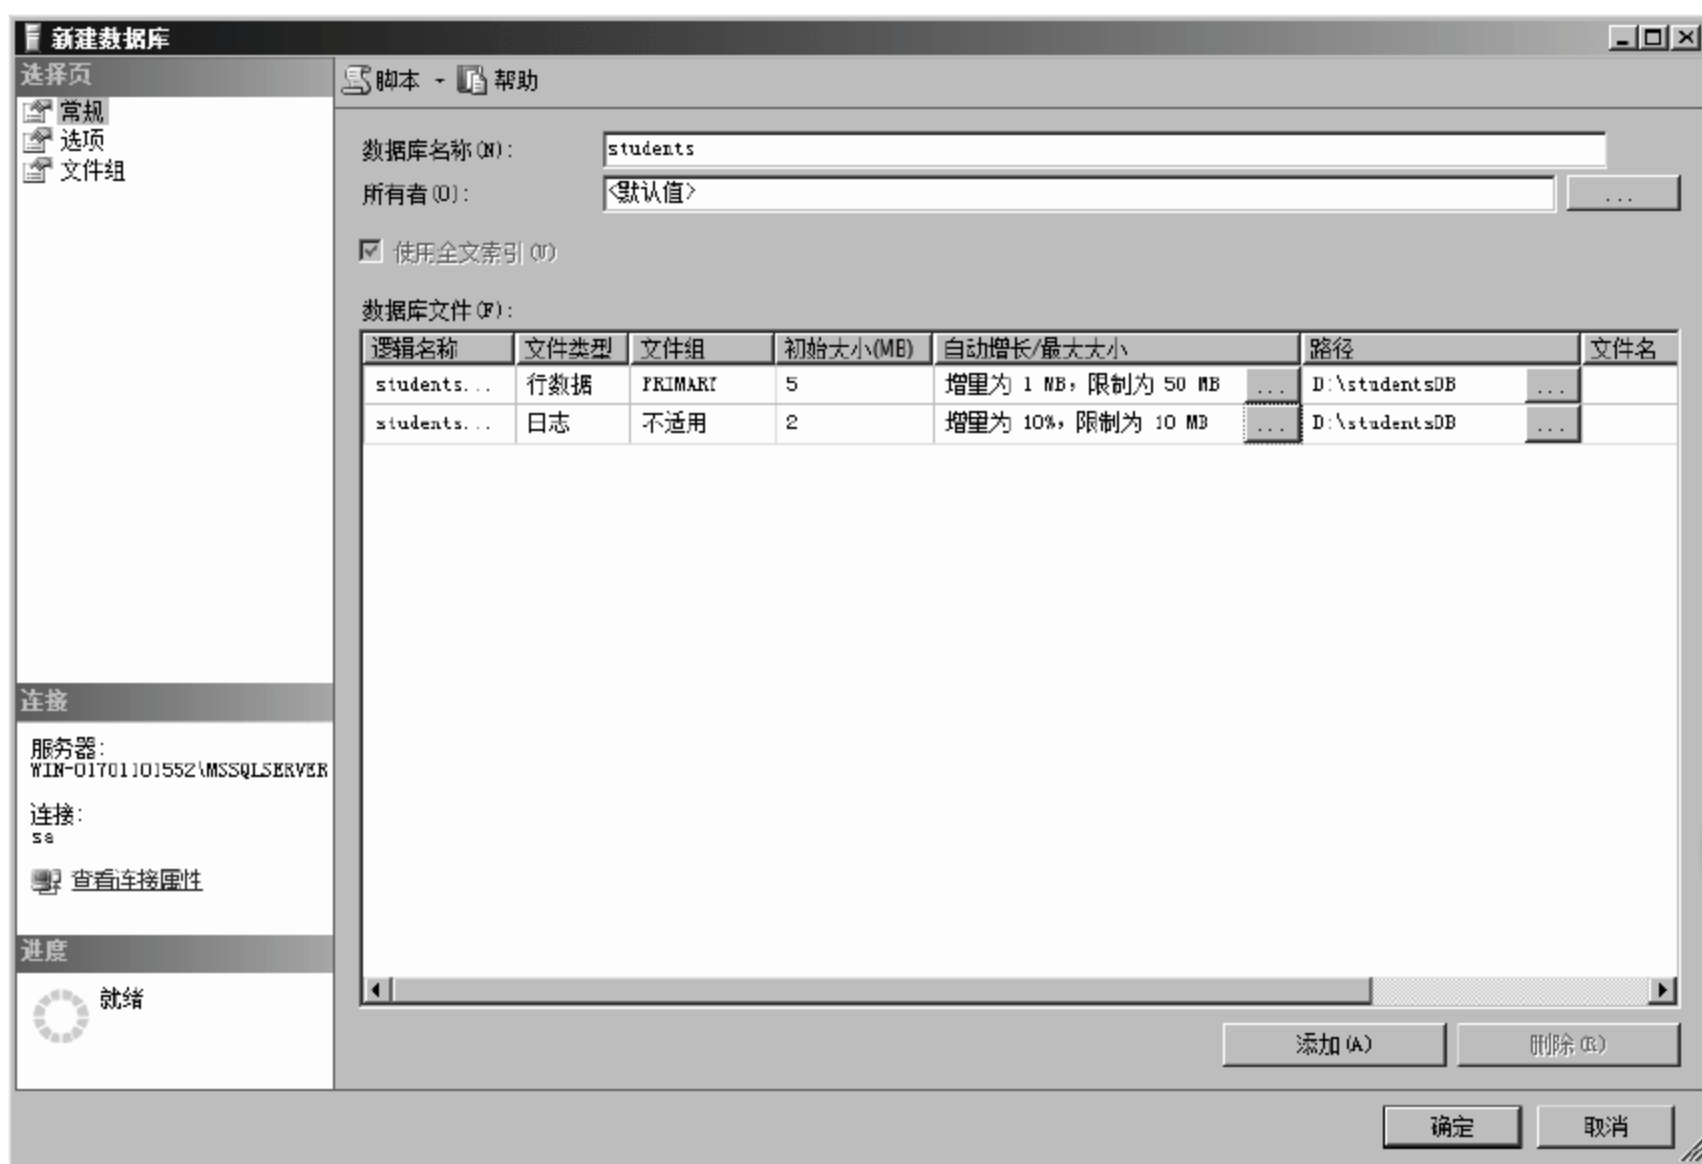 新建数据库
选择页
常规
选项
文件组
脚本 帮助
数据库名称(N):
students
所有者(O):
<默认值>
...
使用全文索引(U)
数据库文件(F):
逻辑名称 文件类型 文件组 初始大小(MB) 自动增长/最大大小 路径 文件名
students... 行数据 PRIMARY 5 增量为 1 MB，限制为 50 MB ... D:\studentsDB ...
students... 日志 不适用 2 增量为 10%，限制为 10 MB ... D:\studentsDB ...
连接
服务器:
WIN-01701101552\MSSQLSERVER
连接:
sa
查看连接属性
进度
就绪
添加(A) 删除(R)
确定 取消